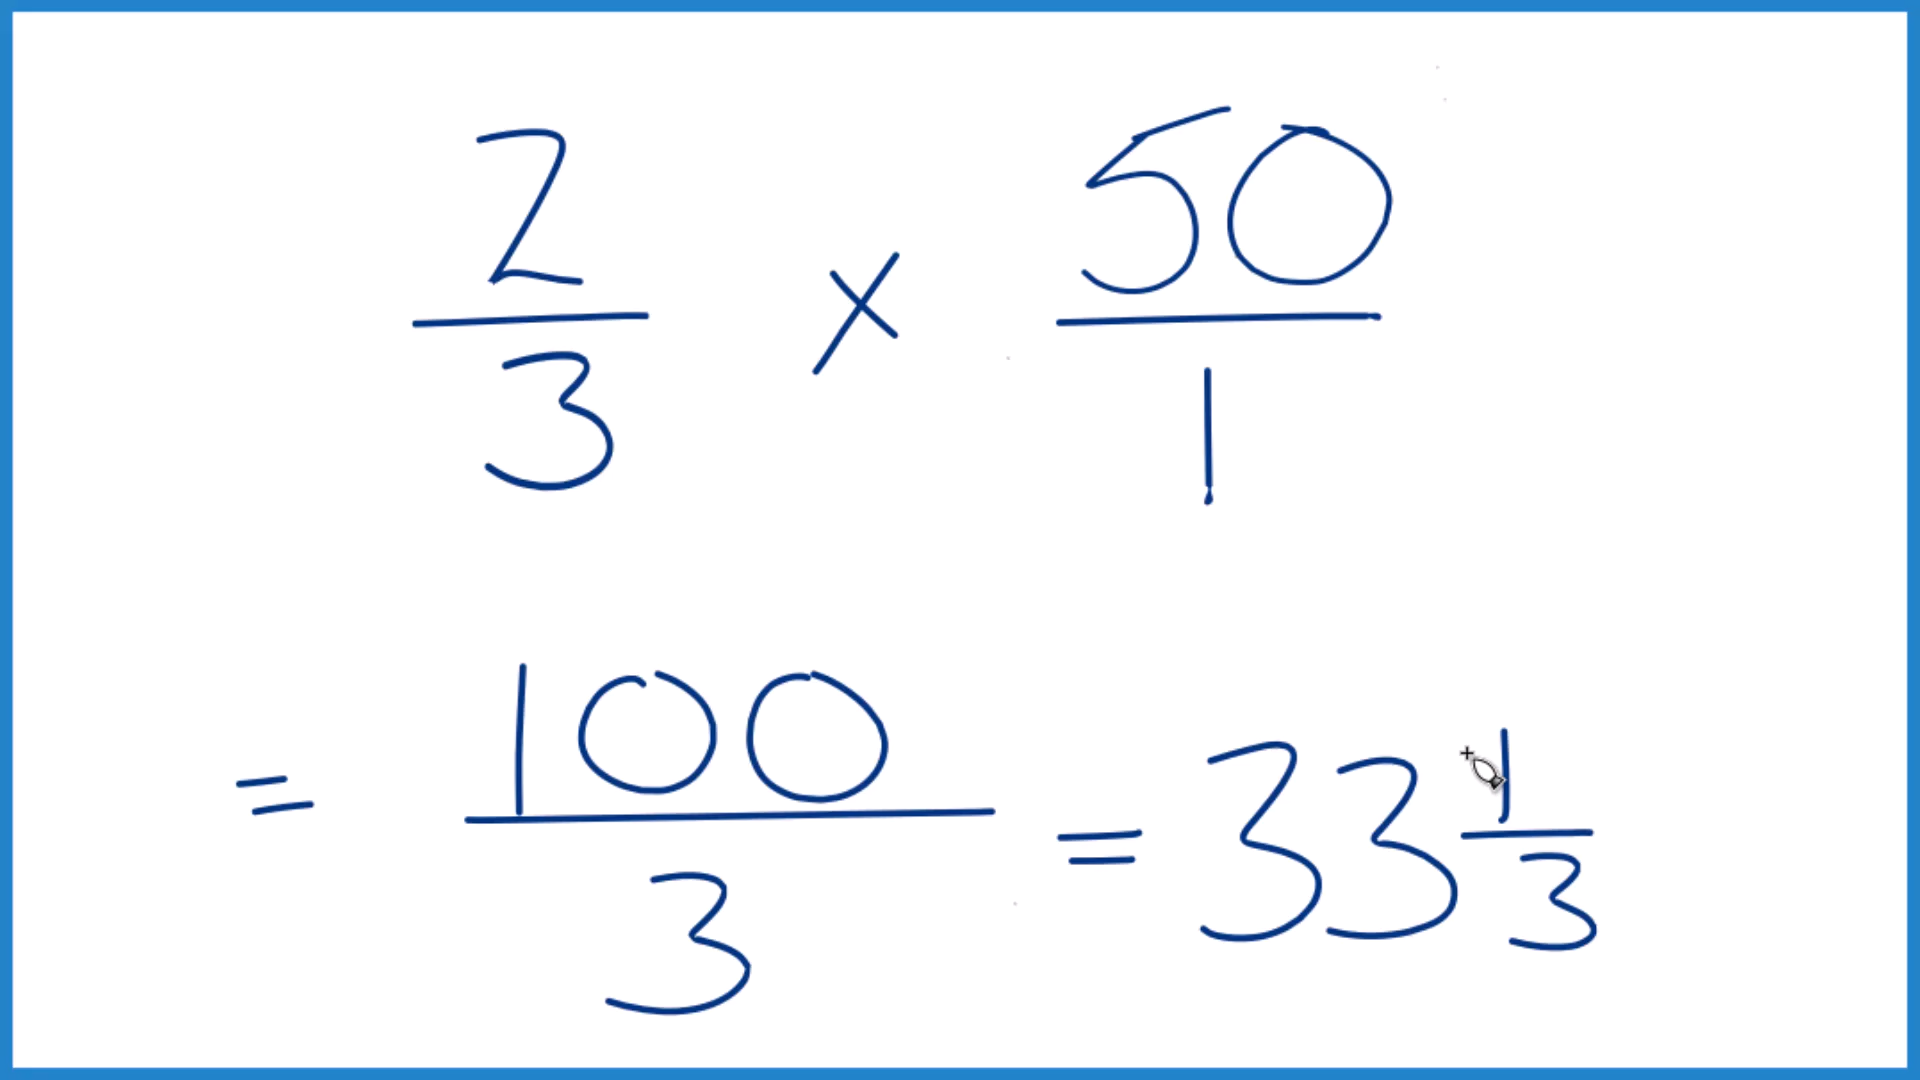 2/3 x 50/1
= 100/3 = 33 1/3